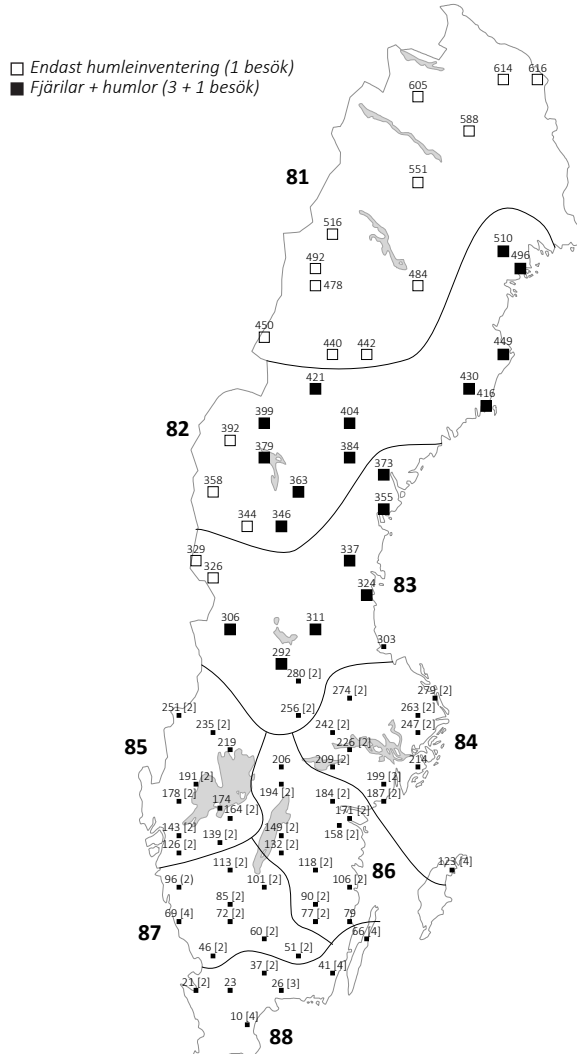 Endast humleinventering (1 besök)
Fjärilar + humlor (3 + 1 besök)
614 616
605
588
551
81
516
510
492 496
478 484
450
440 442 449
421 430
416
399 404
82 392
379 384
373
358 363
355
344 346
329 337
326
324 83
306 311
303
292
280 [2]
274 [2] 279 [2]
251 [2] 256 [2] 263 [2]
235 [2] 242 [2] 247 [2]
85 219 226 [2] 84
206 209 [2] 214
191 [2] 194 [2] 199 [2]
178 [2] 174 184 [2] 187 [2]
164 [2] 171 [2]
143 [2] 149 [2] 158 [2]
126 [2] 139 [2] 132 [2]
113 [2] 118 [2] 86 123 [4]
96 [2] 101 [2] 106 [2]
85 [2] 90 [2]
69 [4] 72 [2] 77 [2] 79
87 60 [2] 66 [4]
46 [2] 51 [2]
37 [2] 41 [4]
21 [2] 23 26 [3]
10 [4]
88